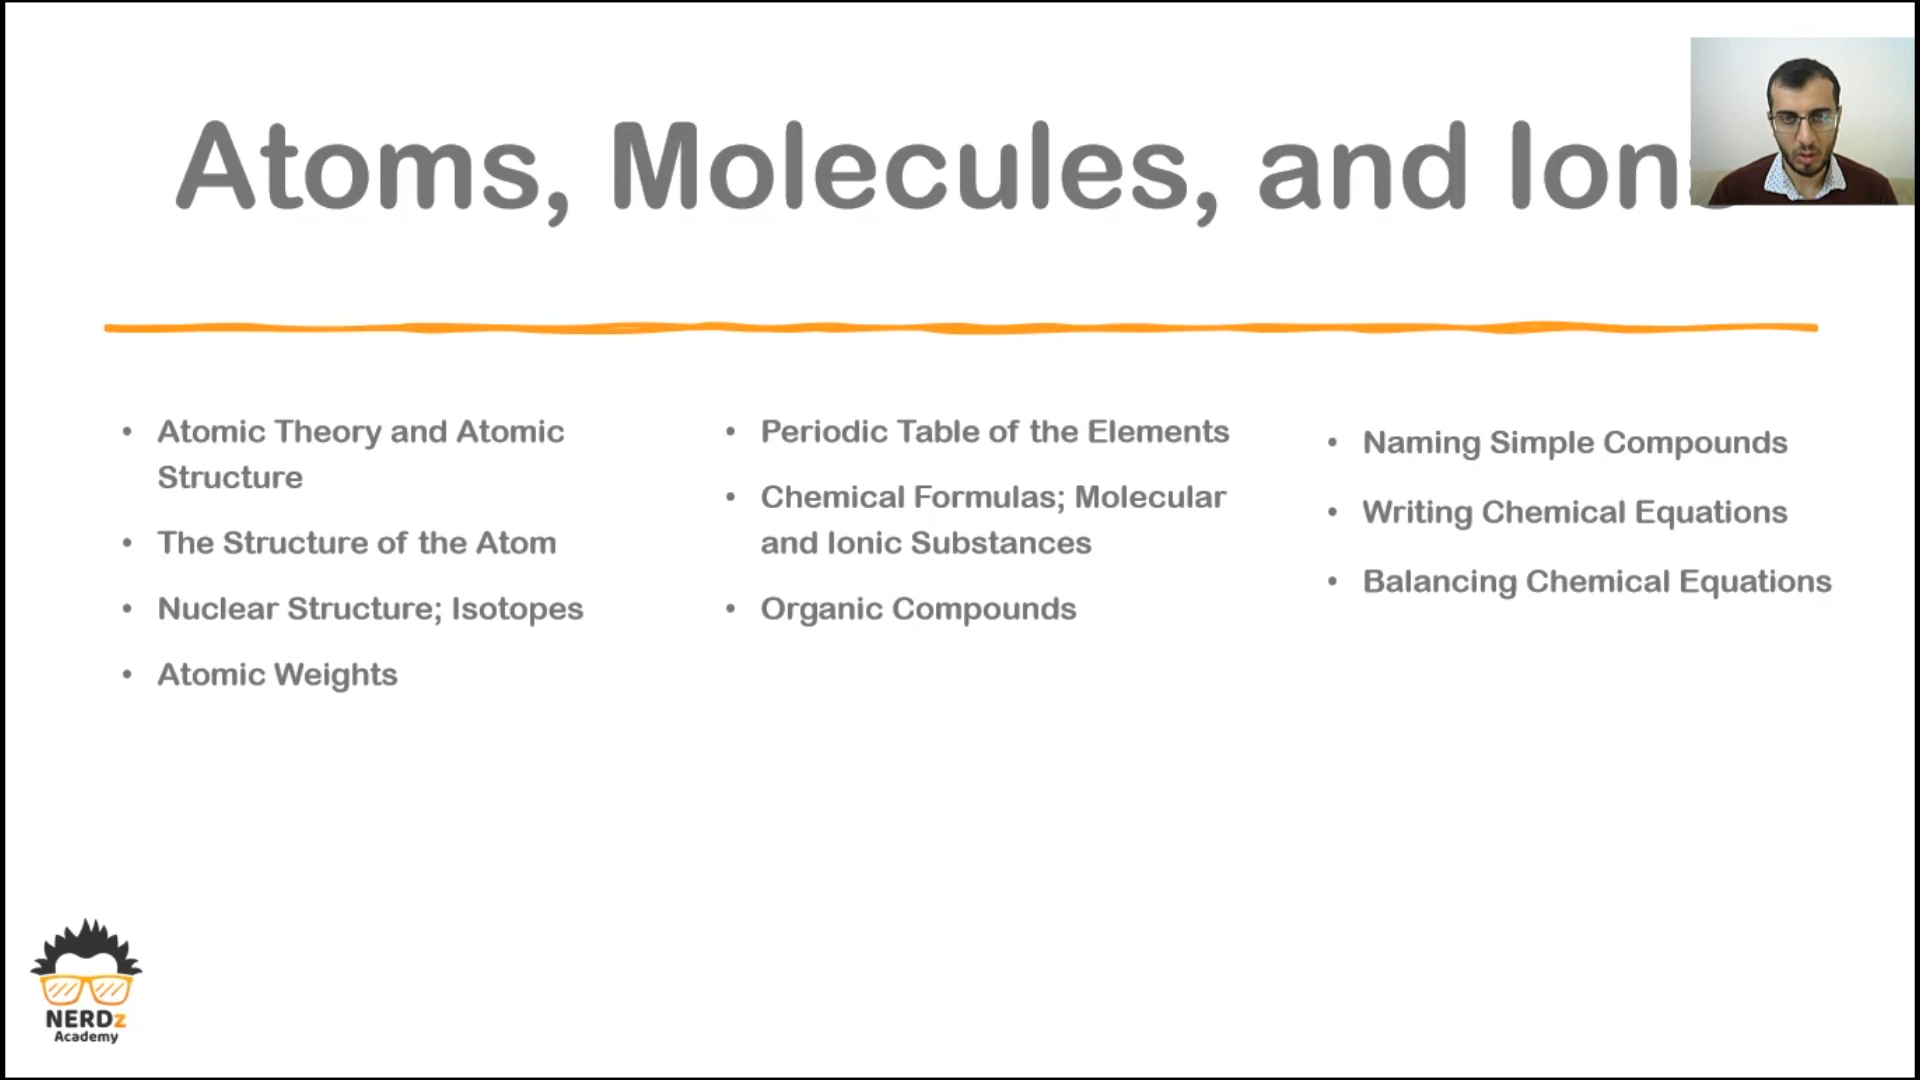 Atoms, Molecules, and Ions
• Atomic Theory and Atomic
Structure
• The Structure of the Atom
• Nuclear Structure; Isotopes
• Atomic Weights
• Periodic Table of the Elements
• Chemical Formulas; Molecular
and Ionic Substances
• Organic Compounds
• Naming Simple Compounds
• Writing Chemical Equations
• Balancing Chemical Equations
NERDz
Academy